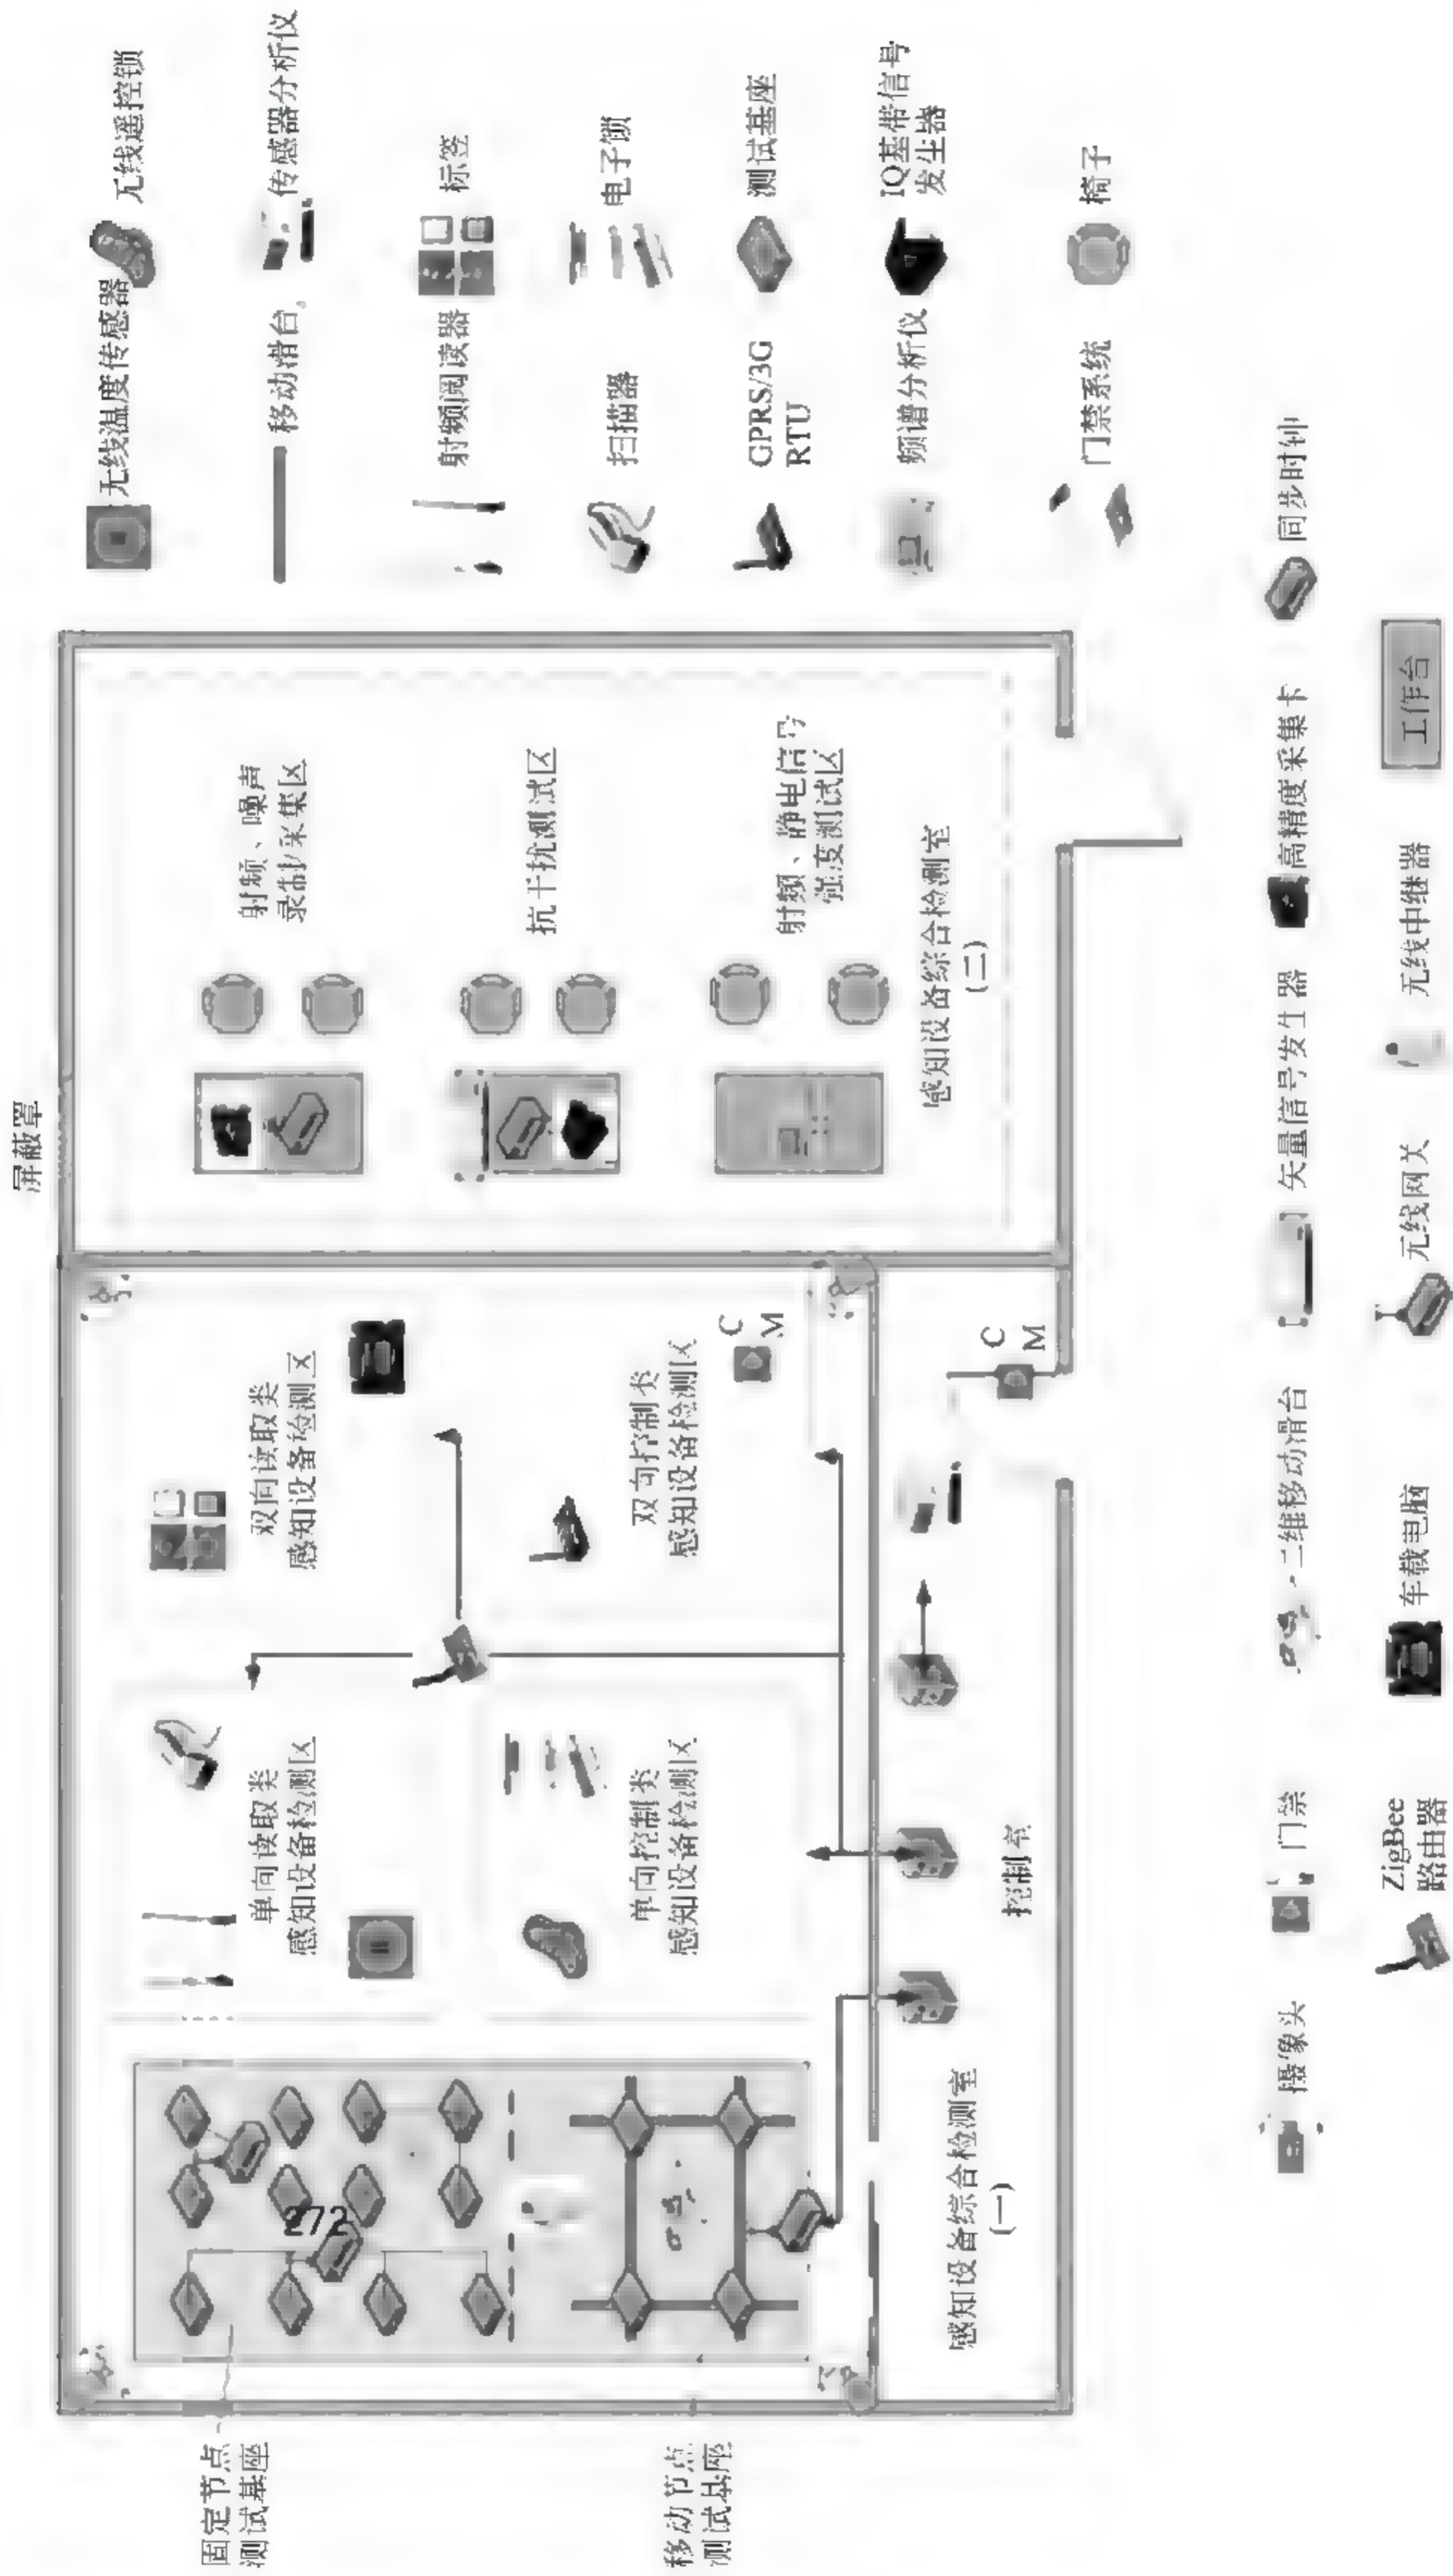 屏蔽罩
固定节点
测试基座
移动节点
测试基座
272
单向读取类
感知设备检测区
双向读取类
感知设备检测区
单向控制类
感知设备检测区
双向控制类
感知设备检测区
C
M
感知设备综合检测室
(一)
控制室
C
M
射频、噪声
录制/采集区
抗干扰测试区
射频、静电信号
强度测试区
感知设备综合检测室
(二)
无线温度传感器
无线遥控锁
移动滑台
传感器分析仪
射频阅读器
标签
扫描器
电子锁
GPRS/3G
RTU
测试基座
频谱分析仪
IQ基带信号
发生器
门禁系统
椅子
摄象头
门禁
二维移动滑台
矢量信号发生器
高精度采集卡
同步时钟
ZigBee
路由器
车载电脑
无线网关
无线中继器
工作台